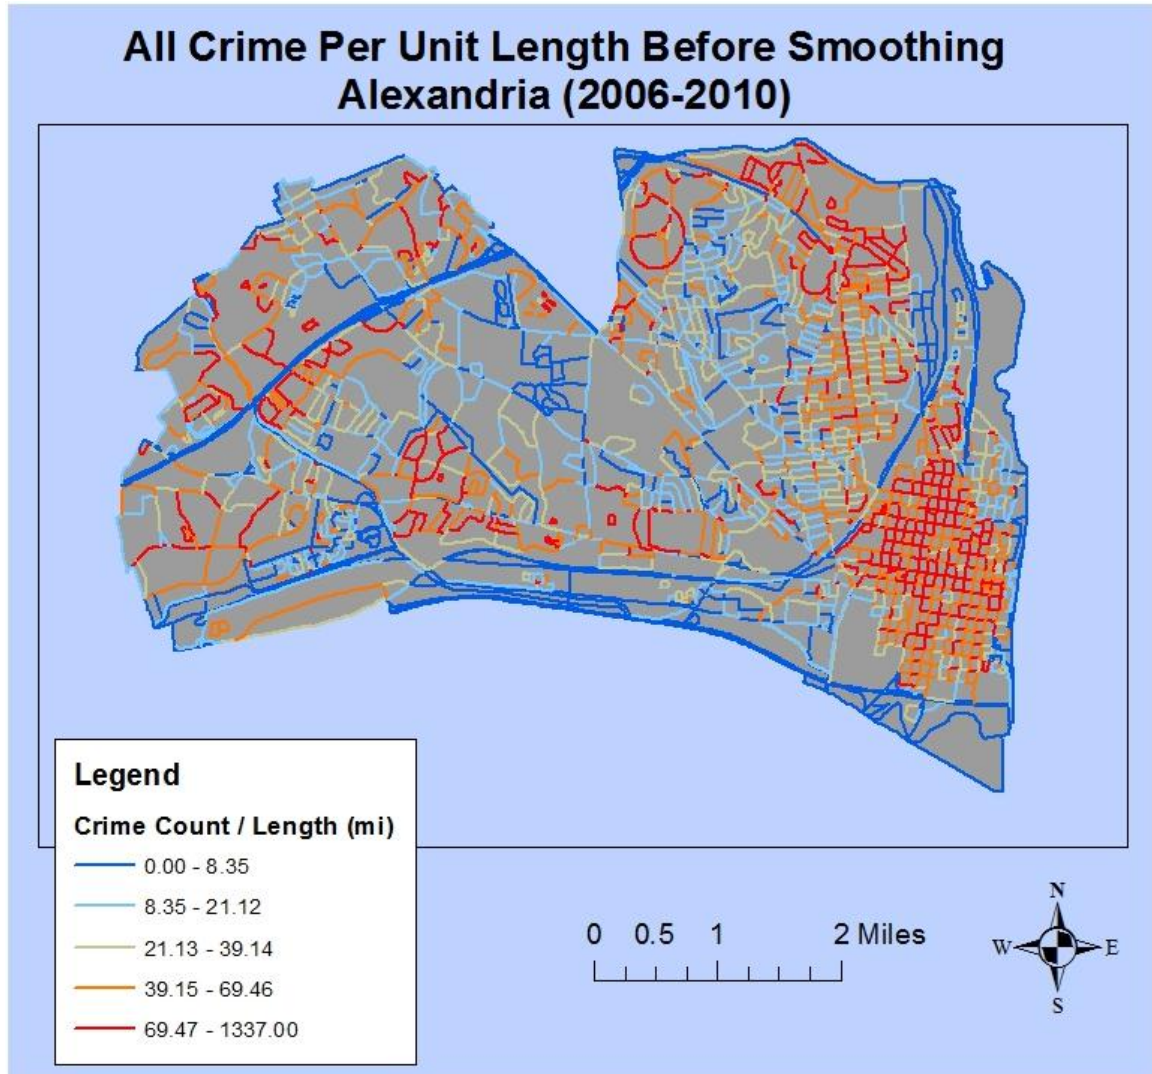 All Crime Per Unit Length Before Smoothing
Alexandria (2006-2010)
Legend
Crime Count / Length (mi)
0.00 - 8.35
8.35 - 21.12
21.13 - 39.14
39.15 - 69.46
69.47 - 1337.00
0 0.5 1 2 Miles
N
W E
S